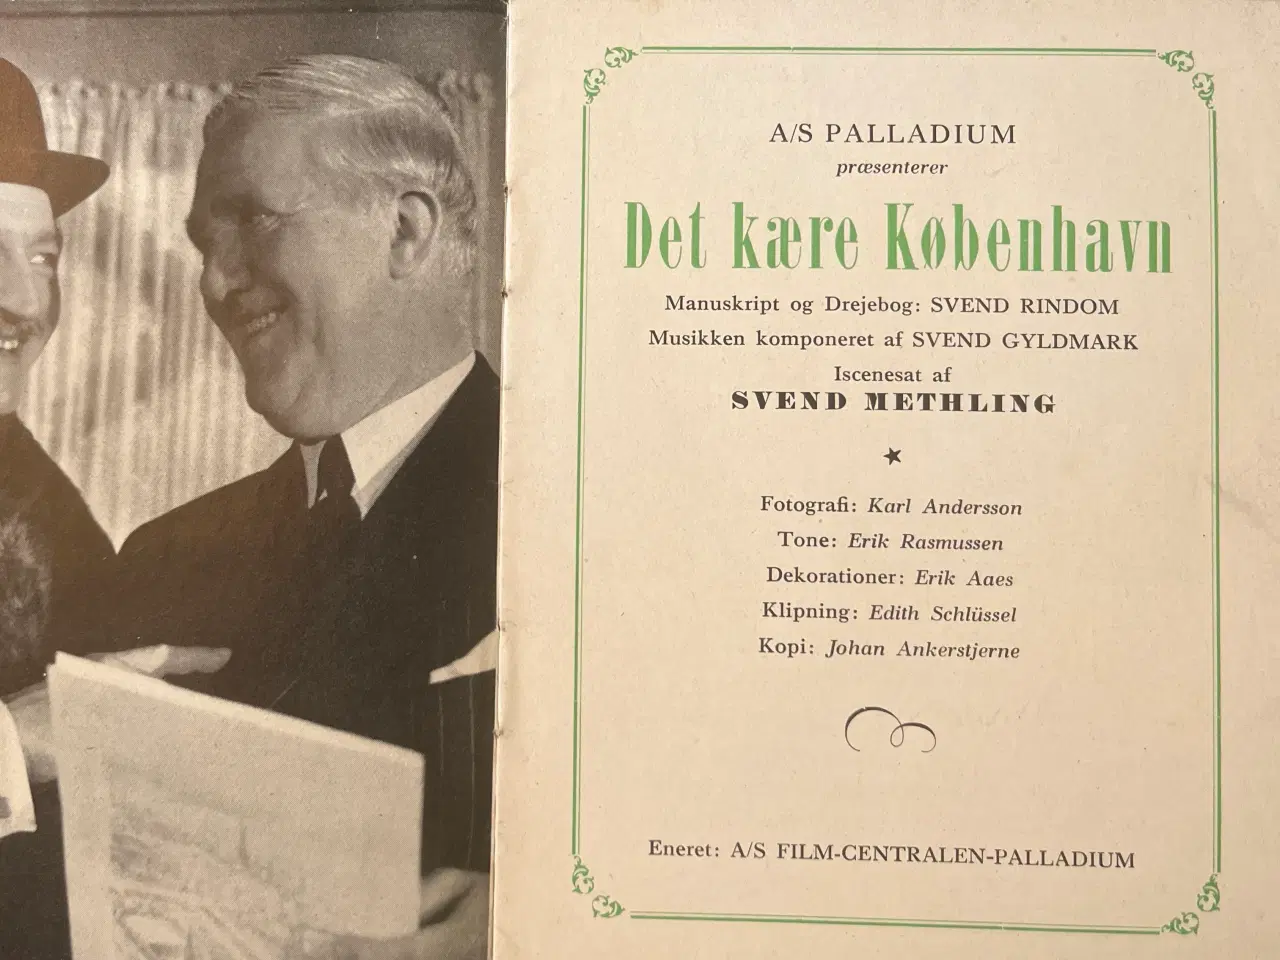 A/S PALLADIUM
præsenterer
Det kære København
Manuskript og Drejebog: SVEND RINDOM
Musikken komponeret af SVEND GYLDMARK
Iscenesat af
SVEND METHLING
Fotografi: Karl Andersson
Tone: Erik Rasmussen
Dekorationer: Erik Aaes
Klipning: Edith Schlüssel
Kopi: Johan Ankerstjerne
Eneret: A/S FILM-CENTRALEN-PALLADIUM